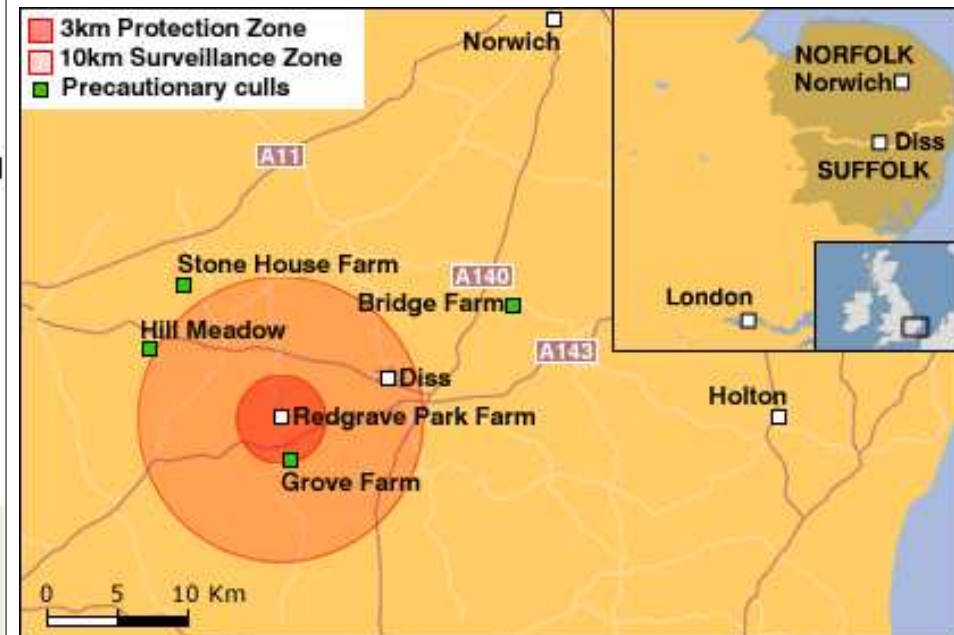 3km Protection Zone
10km Surveillance Zone
Precautionary culls
Norwich
NORFOLK
Norwich
Diss
SUFFOLK
A11
Stone House Farm
A140
Bridge Farm
London
Hill Meadow
A143
Diss
Holton
Redgrave Park Farm
Grove Farm
0 5 10 Km